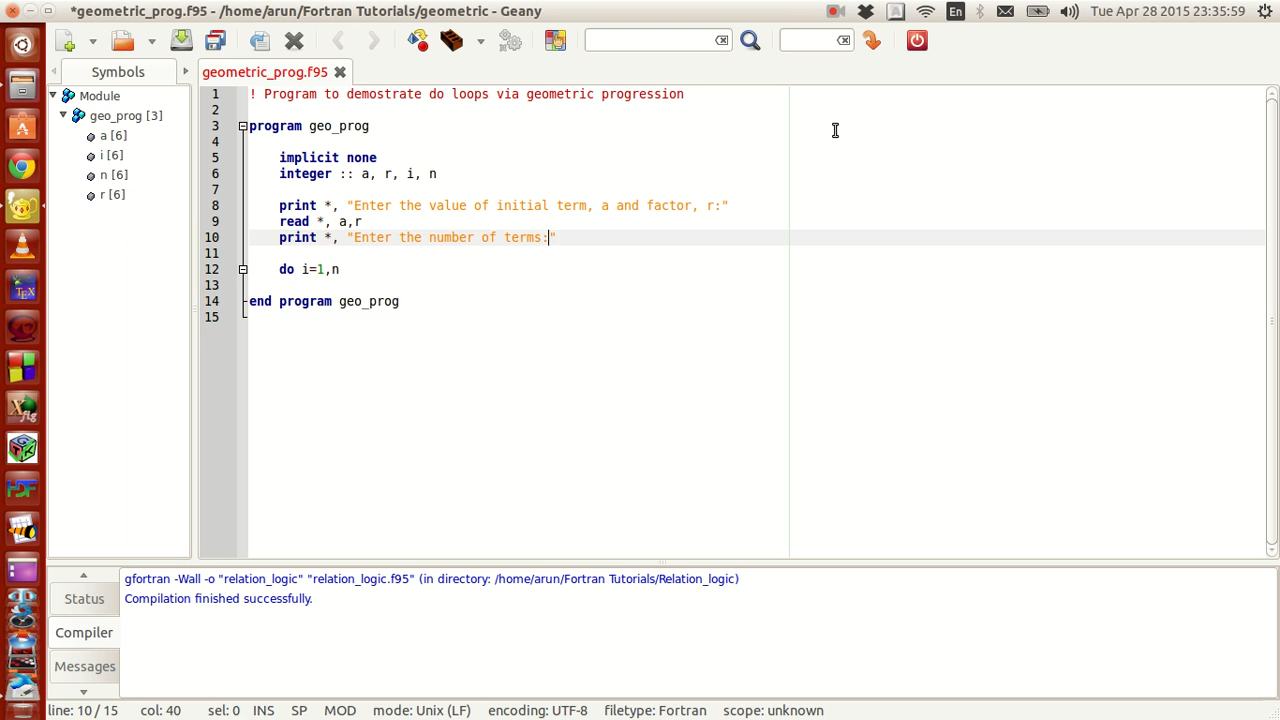 *geometric_prog.f95 - /home/arun/Fortran Tutorials/geometric - Geany
En
Tue Apr 28 2015 23:35:59
Symbols
geometric_prog.f95
Module
geo_prog [3]
a [6]
i [6]
n [6]
r [6]
1 ! Program to demostrate do loops via geometric progression
2
3 program geo_prog
4
5 implicit none
6 integer :: a, r, i, n
7
8 print *, "Enter the value of initial term, a and factor, r:"
9 read *, a,r
10 print *, "Enter the number of terms:"
11
12 do i=1,n
13
14 end program geo_prog
15
Status
Compiler
Messages
gfortran -Wall -o "relation_logic" "relation_logic.f95" (in directory: /home/arun/Fortran Tutorials/Relation_logic)
Compilation finished successfully.
line: 10 / 15 col: 40 sel: 0 INS SP MOD mode: Unix (LF) encoding: UTF-8 filetype: Fortran scope: unknown